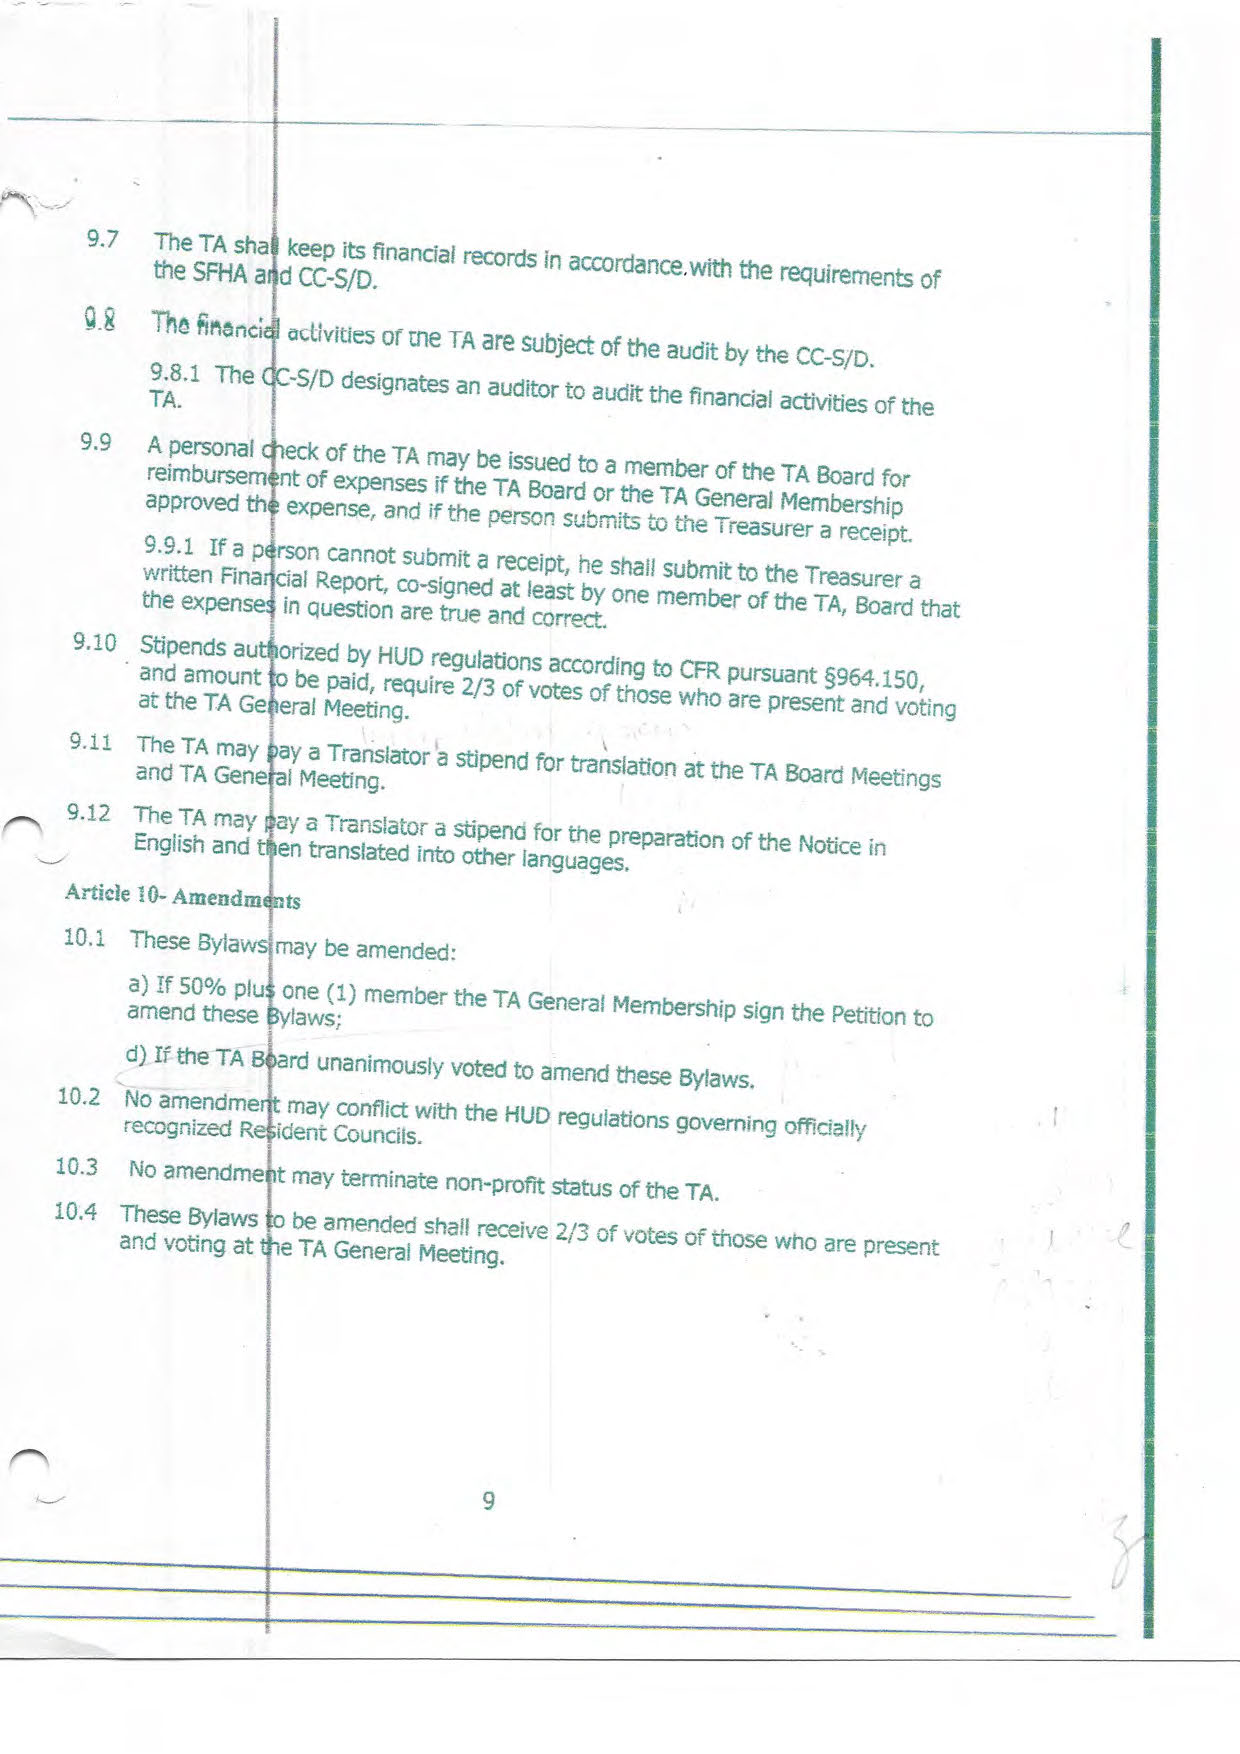 9.7 The TA shall keep its financial records in accordance.with the requirements of
the SFHA and CC-S/D.
9.8 The financial activities of the TA are subject of the audit by the CC-S/D.
9.8.1 The CC-S/D designates an auditor to audit the financial activities of the
TA.
9.9 A personal check of the TA may be issued to a member of the TA Board for
reimbursement of expenses if the TA Board or the TA General Membership
approved the expense, and if the person submits to the Treasurer a receipt.
9.9.1 If a person cannot submit a receipt, he shall submit to the Treasurer a
written Financial Report, co-signed at least by one member of the TA, Board that
the expenses in question are true and correct.
9.10 Stipends authorized by HUD regulations according to CFR pursuant §964.150,
and amount to be paid, require 2/3 of votes of those who are present and voting
at the TA General Meeting.
9.11 The TA may pay a Translator a stipend for translation at the TA Board Meetings
and TA General Meeting.
9.12 The TA may pay a Translator a stipend for the preparation of the Notice in
English and then translated into other languages.
Article 10- Amendments
10.1 These Bylaws may be amended:
a) If 50% plus one (1) member the TA General Membership sign the Petition to
amend these Bylaws;
d) If the TA Board unanimously voted to amend these Bylaws.
10.2 No amendment may conflict with the HUD regulations governing officially
recognized Resident Councils.
10.3 No amendment may terminate non-profit status of the TA.
10.4 These Bylaws to be amended shall receive 2/3 of votes of those who are present
and voting at the TA General Meeting.
9